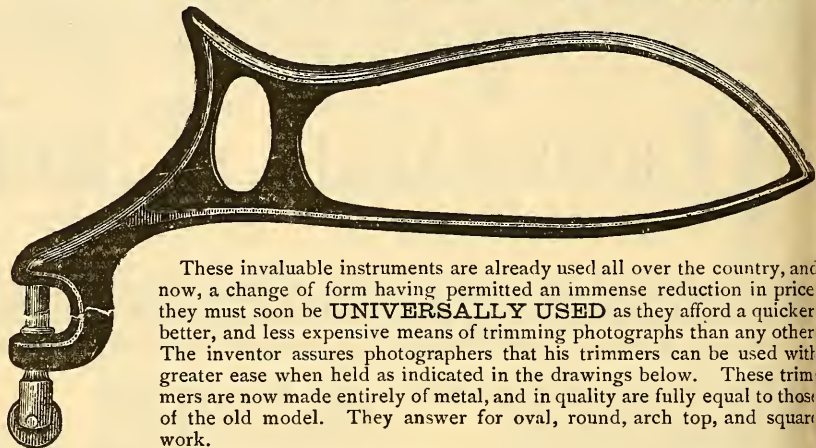 These invaluable instruments are already used all over the country, and
now, a change of form having permitted an immense reduction in price
they must soon be UNIVERSALLY USED as they afford a quicker
better, and less expensive means of trimming photographs than any other
The inventor assures photographers that his trimmers can be used with
greater ease when held as indicated in the drawings below. These trim
mers are now made entirely of metal, and in quality are fully equal to those
of the old model. They answer for oval, round, arch top, and square
work.